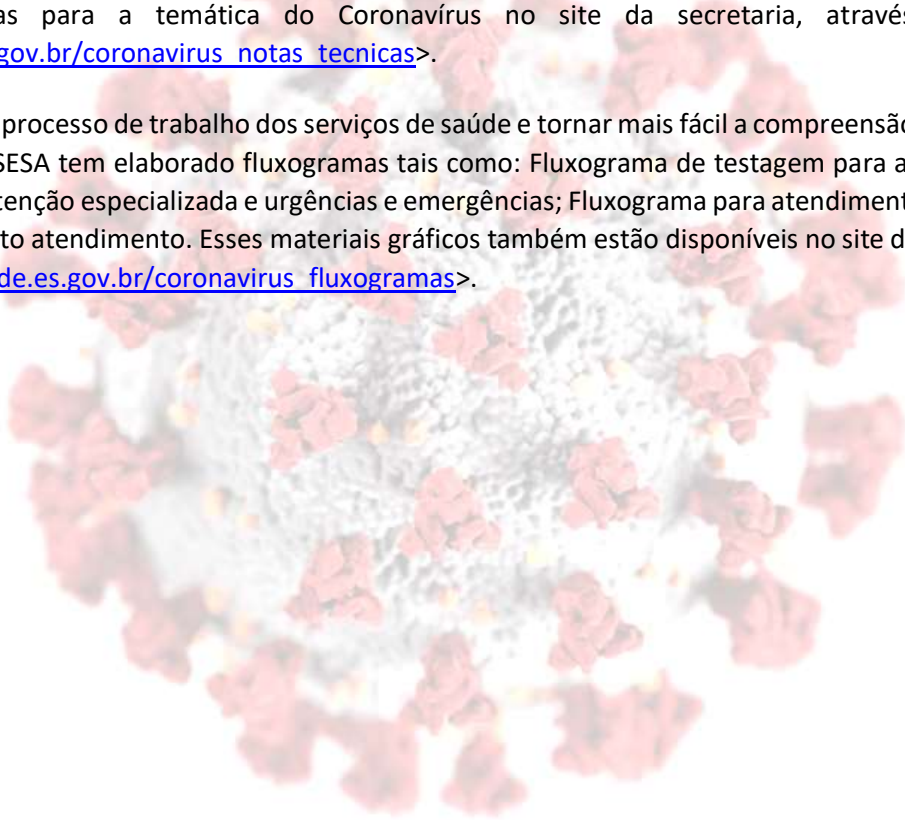 as para a temática do Coronavírus no site da secretaria, através
gov.br/coronavirus_notas_tecnicas>.
processo de trabalho dos serviços de saúde e tornar mais fácil a compreensão
SESA tem elaborado fluxogramas tais como: Fluxograma de testagem para a
tenção especializada e urgências e emergências; Fluxograma para atendiment
to atendimento. Esses materiais gráficos também estão disponíveis no site d
de.es.gov.br/coronavirus_fluxogramas>.